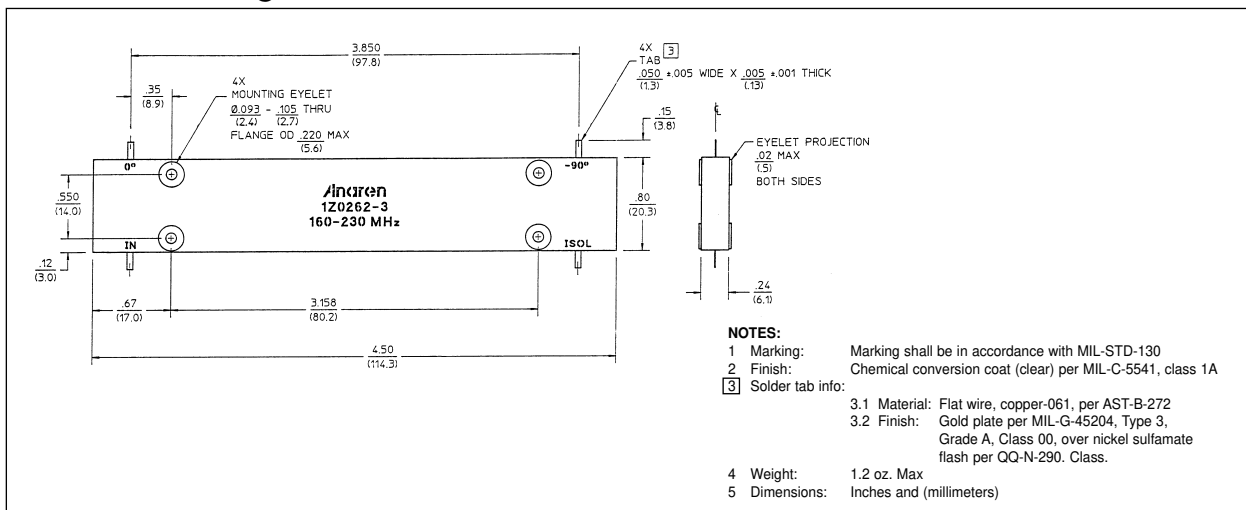 3.850
(97.8)
.35
(8.9)
4X
MOUNTING EYELET
Ø.093 - .105 THRU
(2.4) (2.7)
FLANGE OD .220 MAX
(5.6)
4X 3
TAB
.050 ±.005 WIDE X .005 ±.001 THICK
(1.3) (.13)
.15
(3.8)
℄
EYELET PROJECTION
.02 MAX
(.5)
BOTH SIDES
0°
-90°
.550
(14.0)
Anaren
1Z0262-3
160-230 MHz
.80
(20.3)
IN
ISOL
.12
(3.0)
.67
(17.0)
3.158
(80.2)
.24
(6.1)
4.50
(114.3)
NOTES:
1 Marking: Marking shall be in accordance with MIL-STD-130
2 Finish: Chemical conversion coat (clear) per MIL-C-5541, class 1A
3 Solder tab info:
3.1 Material: Flat wire, copper-061, per AST-B-272
3.2 Finish: Gold plate per MIL-G-45204, Type 3,
Grade A, Class 00, over nickel sulfamate
flash per QQ-N-290. Class.
4 Weight: 1.2 oz. Max
5 Dimensions: Inches and (millimeters)